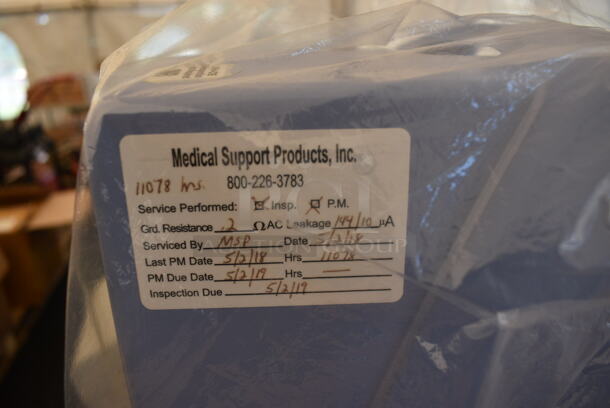 Medical Support Products, Inc.
11078 hrs. 800-226-3783
Service Performed: ☒ Insp. ☒ P.M.
Grd. Resistance .2 Ω AC Leakage 144/10 µA
Serviced By MSP Date 5/2/18
Last PM Date 5/2/18 Hrs 11078
PM Due Date 5/2/19 Hrs —
Inspection Due 5/2/19